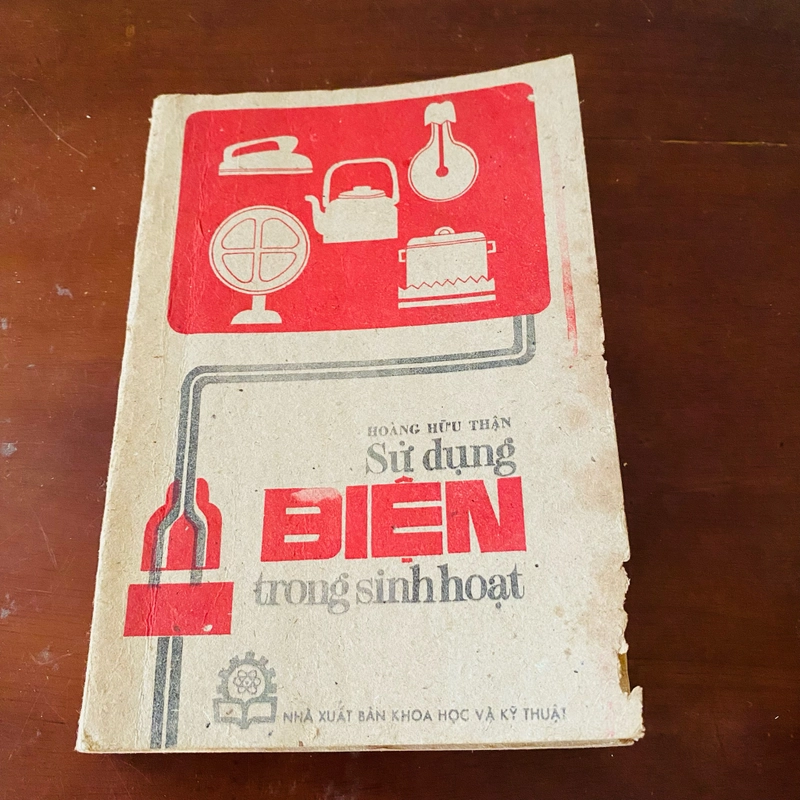 HOÀNG HỮU THẬN
Sử dụng
ĐIỆN
trong sinh hoạt
NHÀ XUẤT BẢN KHOA HỌC VÀ KỸ THUẬT